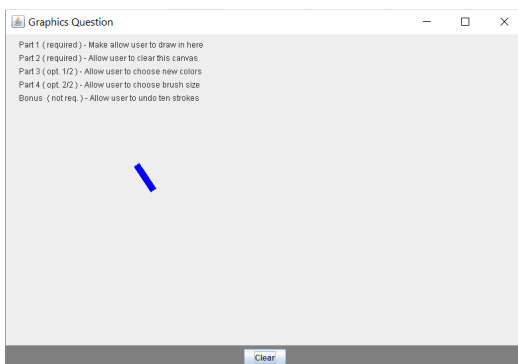 Graphics Question
Part 1 ( required ) - Make allow user to draw in here
Part 2 ( required ) - Allow user to clear this canvas
Part 3 ( opt. 1/2 ) - Allow user to choose new colors
Part 4 ( opt. 2/2 ) - Allow user to choose brush size
Bonus  ( not req. ) - Allow user to undo ten strokes
Clear